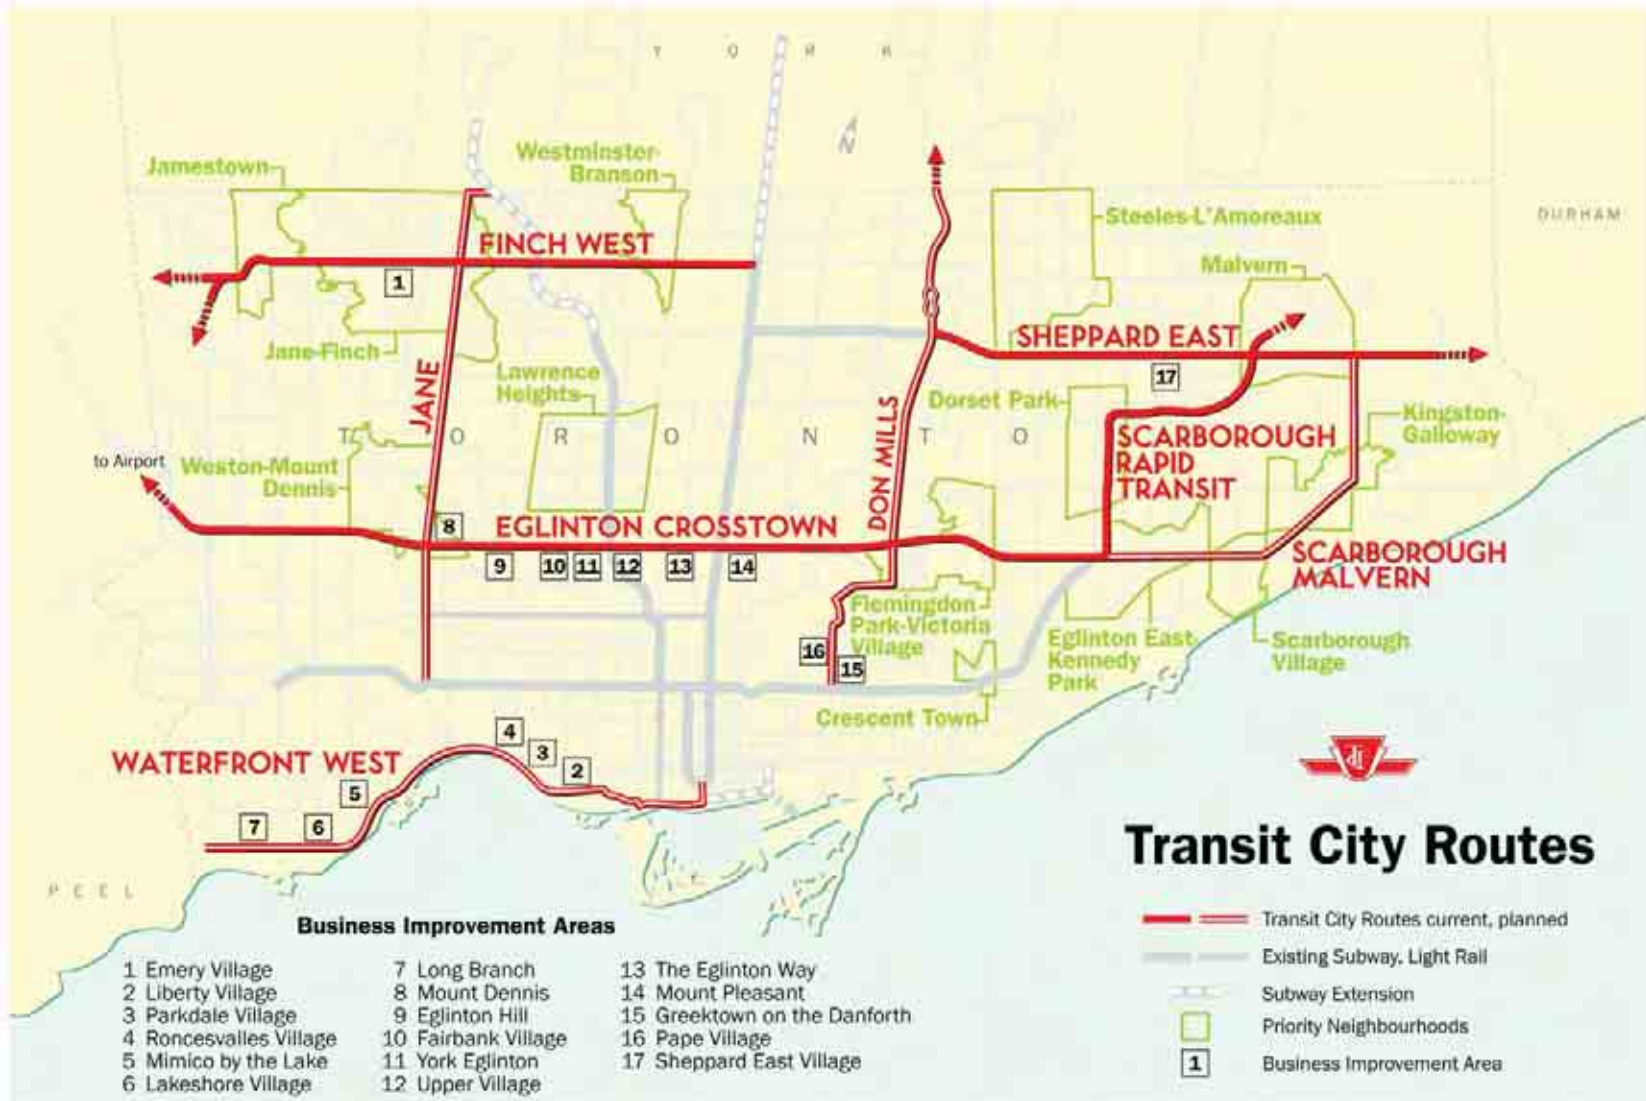 Y O R K
N
Jamestown
Westminster-
Branson
Steeles-L'Amoreaux
DURHAM
FINCH WEST
Malvern
1
Jane-Finch
SHEPPARD EAST
17
JANE
Lawrence
Heights
Dorset Park
DON MILLS
Kingston-
Galloway
T O R O N T O
SCARBOROUGH
RAPID
TRANSIT
to Airport
Weston-Mount
Dennis
8
EGLINTON CROSSTOWN
9
10
11
12
13
14
SCARBOROUGH
MALVERN
Flemingdon
Park-Victoria
Village
16
15
Eglinton East-
Kennedy
Park
Scarborough
Village
Crescent Town
WATERFRONT WEST
4
3
2
5
6
7
PEEL
Transit City Routes
Transit City Routes current, planned
Existing Subway, Light Rail
Subway Extension
Priority Neighbourhoods
1
Business Improvement Area
Business Improvement Areas
1 Emery Village
2 Liberty Village
3 Parkdale Village
4 Roncesvalles Village
5 Mimico by the Lake
6 Lakeshore Village
7 Long Branch
8 Mount Dennis
9 Eglinton Hill
10 Fairbank Village
11 York Eglinton
12 Upper Village
13 The Eglinton Way
14 Mount Pleasant
15 Greektown on the Danforth
16 Pape Village
17 Sheppard East Village